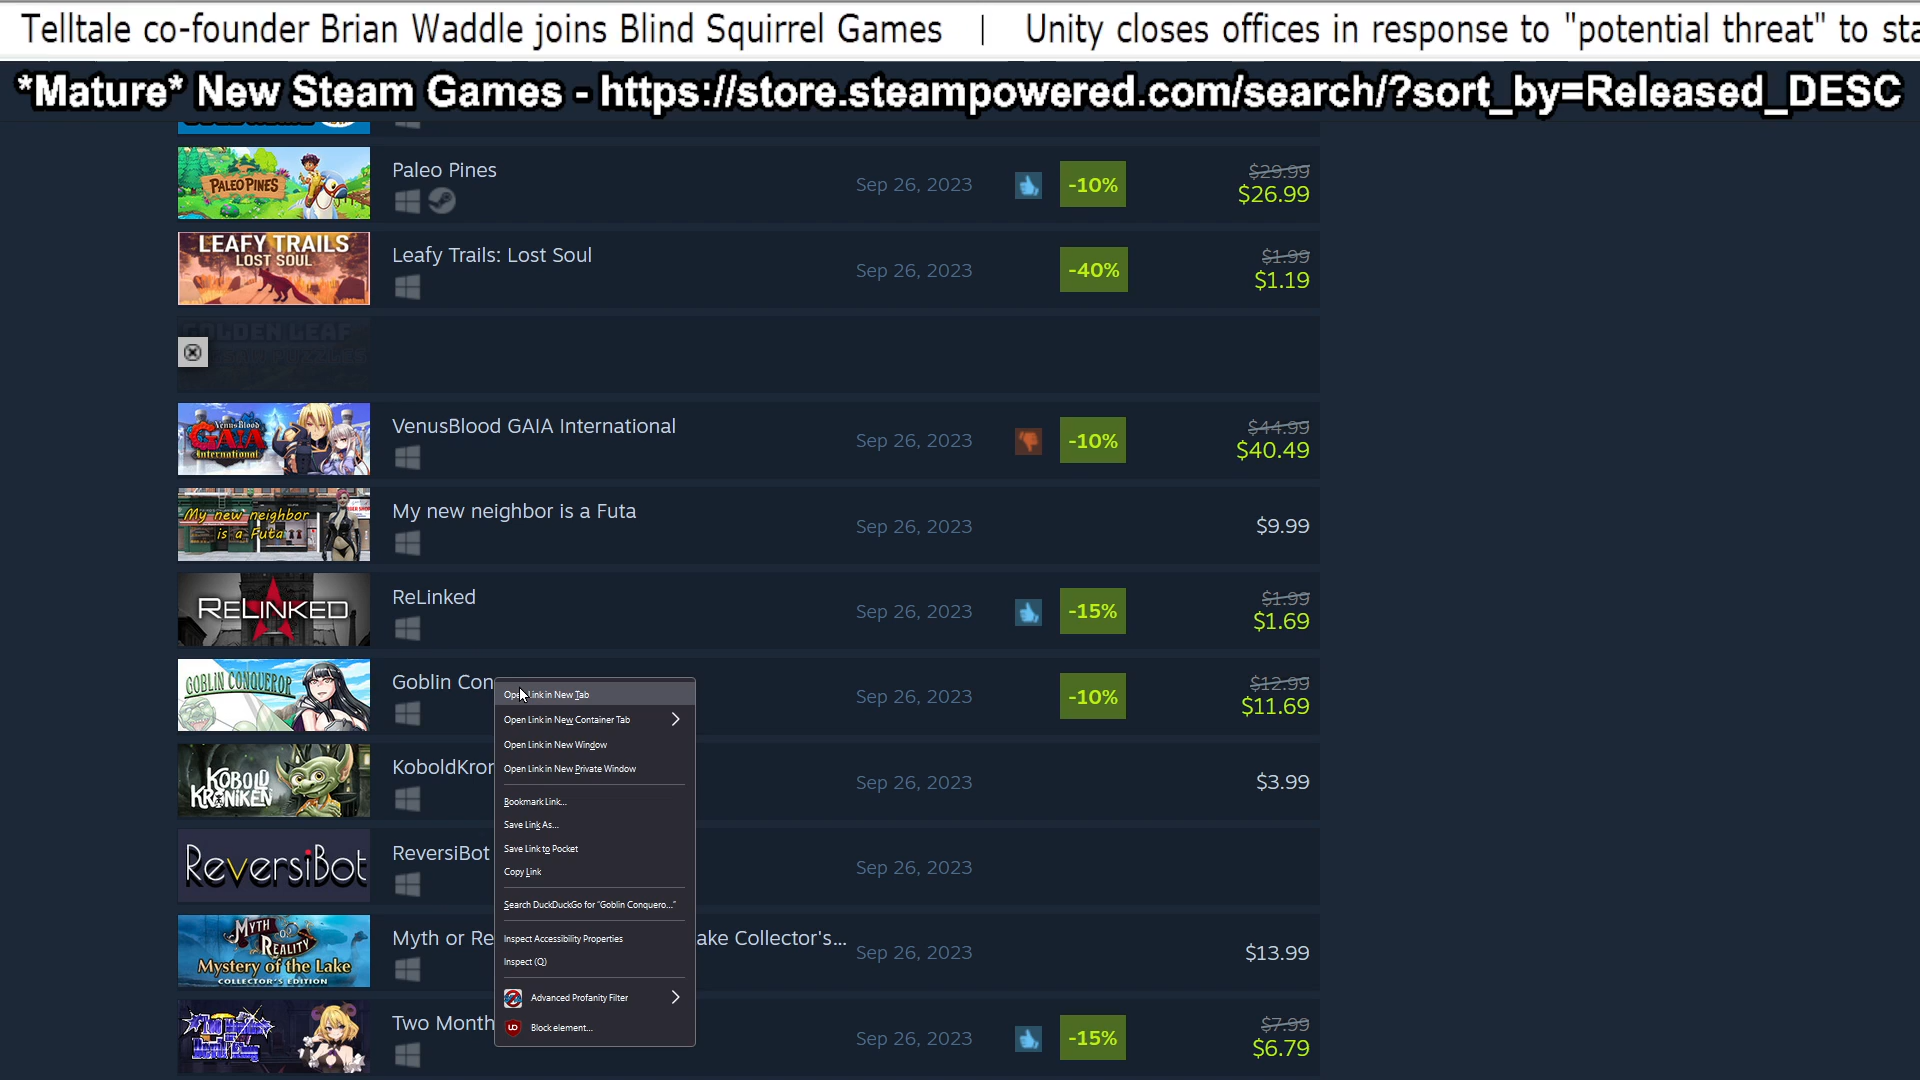 Telltale co-founder Brian Waddle joins Blind Squirrel Games | Unity closes offices in response to "potential threat" to sta
*Mature* New Steam Games - https://store.steampowered.com/search/?sort_by=Released_DESC
PALEO PINES
Paleo Pines
Sep 26, 2023
-10%
$29.99
$26.99
LEAFY TRAILS
LOST SOUL
Leafy Trails: Lost Soul
Sep 26, 2023
-40%
$1.99
$1.19
GOLDEN LEAF
VenusBlood
GAIA
International
VenusBlood GAIA International
Sep 26, 2023
-10%
$44.99
$40.49
My new neighbor
is a Futa
My new neighbor is a Futa
Sep 26, 2023
$9.99
RELINKED
ReLinked
Sep 26, 2023
-15%
$1.99
$1.69
GOBLIN CONQUEROR
Goblin Con
Sep 26, 2023
-10%
$12.99
$11.69
KOBOLD
KRONIKEN
KoboldKron
Sep 26, 2023
$3.99
ReversiBot
ReversiBot
Sep 26, 2023
MYTH
OR
REALITY
Mystery of the Lake
COLLECTOR'S EDITION
Myth or Re
ake Collector's...
Sep 26, 2023
$13.99
Two Month
Sep 26, 2023
-15%
$7.99
$6.79
Open Link in New Tab
Open Link in New Container Tab
Open Link in New Window
Open Link in New Private Window
Bookmark Link...
Save Link As...
Save Link to Pocket
Copy Link
Search DuckDuckGo for "Goblin Conquero..."
Inspect Accessibility Properties
Inspect (Q)
Advanced Profanity Filter
Block element...